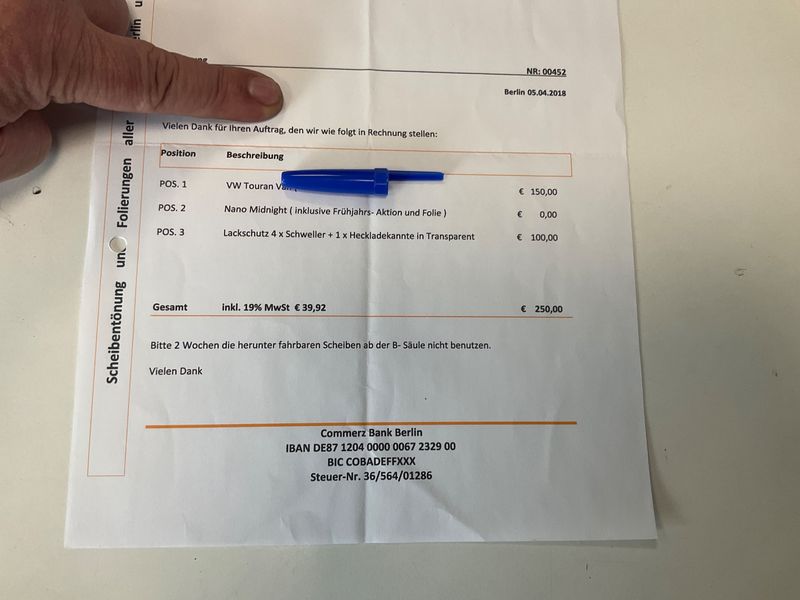 NR: 00452
Berlin 05.04.2018
Vielen Dank für Ihren Auftrag, den wir wie folgt in Rechnung stellen:
Position Beschreibung
POS. 1 VW Touran € 150,00
POS. 2 Nano Midnight ( inklusive Frühjahrs- Aktion und Folie ) € 0,00
POS. 3 Lackschutz 4 x Schweller + 1 x Heckladekannte in Transparent € 100,00
Gesamt inkl. 19% MwSt € 39,92 € 250,00
Bitte 2 Wochen die herunter fahrbaren Scheiben ab der B- Säule nicht benutzen.
Vielen Dank
Commerz Bank Berlin
IBAN DE87 1204 0000 0067 2329 00
BIC COBADEFFXXX
Steuer-Nr. 36/564/01286
Scheibentönung und Folierungen aller